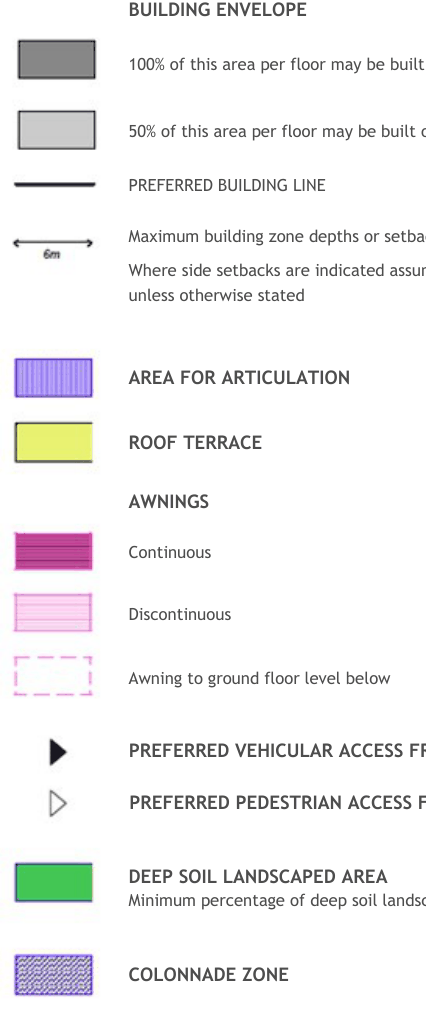 BUILDING ENVELOPE
100% of this area per floor may be built
50% of this area per floor may be built
PREFERRED BUILDING LINE
Maximum building zone depths or
6m
Where side setbacks are indicated
unless otherwise stated
AREA FOR ARTICULATION
ROOF TERRACE
AWNINGS
Continuous
Discontinuous
Awning to ground floor level below
PREFERRED VEHICULAR ACCESS
PREFERRED PEDESTRIAN ACCESS
DEEP SOIL LANDSCAPED AREA
Minimum percentage of deep soil
COLONNADE ZONE